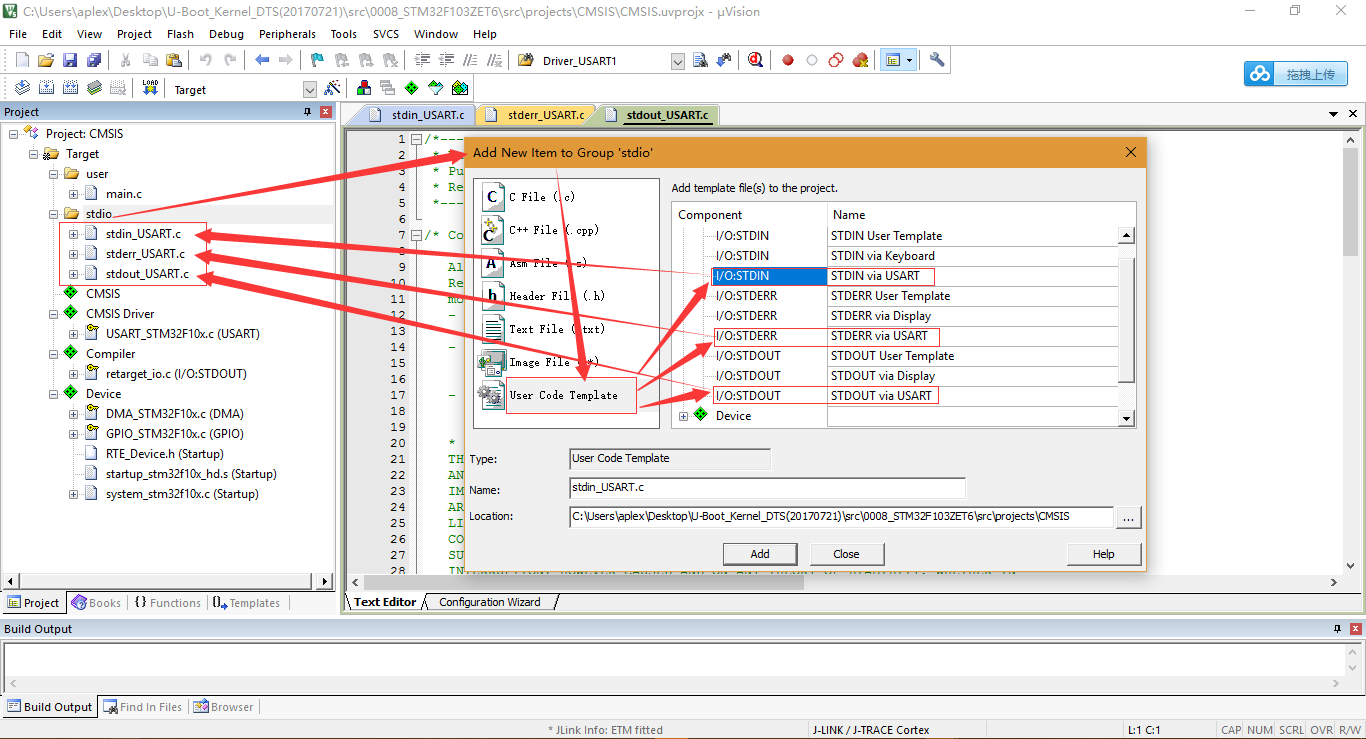 C:\Users\aplex\Desktop\U-Boot_Kernel_DTS(20170721)\src\0008_STM32F103ZET6\src\projects\CMSIS\CMSIS.uvprojx - µVision
File Edit View Project Flash Debug Peripherals Tools SVCS Window Help
Driver_USART1
拖拽上传
LOAD
Target
Project
stdin_USART.c stderr_USART.c stdout_USART.c
Project: CMSIS
Target
user
main.c
stdio
stdin_USART.c
stderr_USART.c
stdout_USART.c
CMSIS
CMSIS Driver
USART_STM32F10x.c (USART)
Compiler
retarget_io.c (I/O:STDOUT)
Device
DMA_STM32F10x.c (DMA)
GPIO_STM32F10x.c (GPIO)
RTE_Device.h (Startup)
startup_stm32f10x_hd.s (Startup)
system_stm32f10x.c (Startup)
Project Books Functions Templates
1 /*----
2 *
3 * Pu
4 * Re
5 *----
6
7 /* Co
8
9 Al
10 Re
11 mo
12 -
13
14 -
15
16
17 -
18
19
20 *
21 TH
22 AN
23 IM
24 AR
25 LI
26 CO
27 SU
28
Add New Item to Group 'stdio'
C File (.c)
C++ File (.cpp)
Asm File (.s)
Header File (.h)
Text File (.txt)
Image File (.*)
User Code Template
Add template file(s) to the project.
Component Name
I/O:STDIN STDIN User Template
I/O:STDIN STDIN via Keyboard
I/O:STDIN STDIN via USART
I/O:STDERR STDERR User Template
I/O:STDERR STDERR via Display
I/O:STDERR STDERR via USART
I/O:STDOUT STDOUT User Template
I/O:STDOUT STDOUT via Display
I/O:STDOUT STDOUT via USART
Device
Type: User Code Template
Name: stdin_USART.c
Location: C:\Users\aplex\Desktop\U-Boot_Kernel_DTS(20170721)\src\0008_STM32F103ZET6\src\projects\CMSIS ...
Add Close Help
Text Editor Configuration Wizard
Build Output
Build Output Find In Files Browser
* JLink Info: ETM fitted J-LINK / J-TRACE Cortex L:1 C:1 CAP NUM SCRL OVR R/W